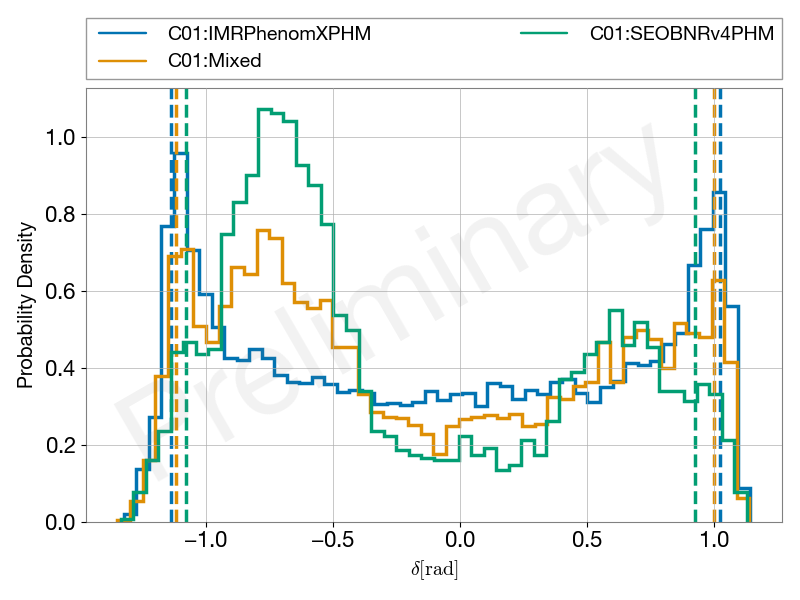 C01:IMRPhenomXPHM
C01:Mixed
C01:SEOBNRv4PHM
Preliminary
Probability Density
1.0
0.8
0.6
0.4
0.2
0.0
−1.0 −0.5 0.0 0.5 1.0
δ[rad]